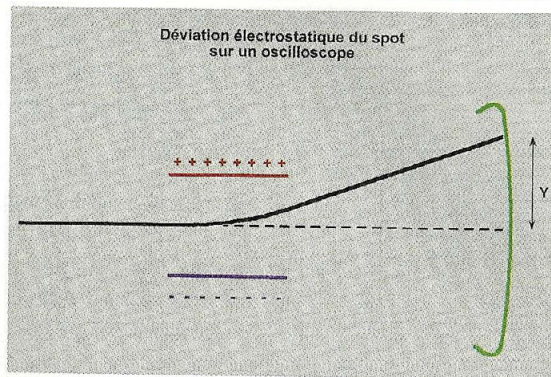 Déviation électrostatique du spot
sur un oscilloscope
+ + + + + + + +
Y
- - - - - - - -